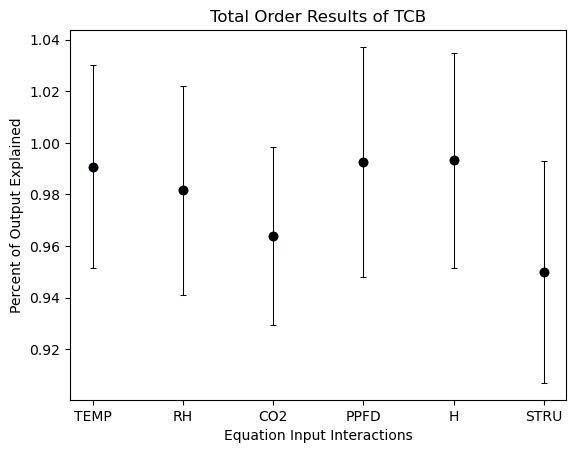 Total Order Results of TCB
Percent of Output Explained
1.04
1.02
1.00
0.98
0.96
0.94
0.92
TEMP RH CO2 PPFD H STRU
Equation Input Interactions